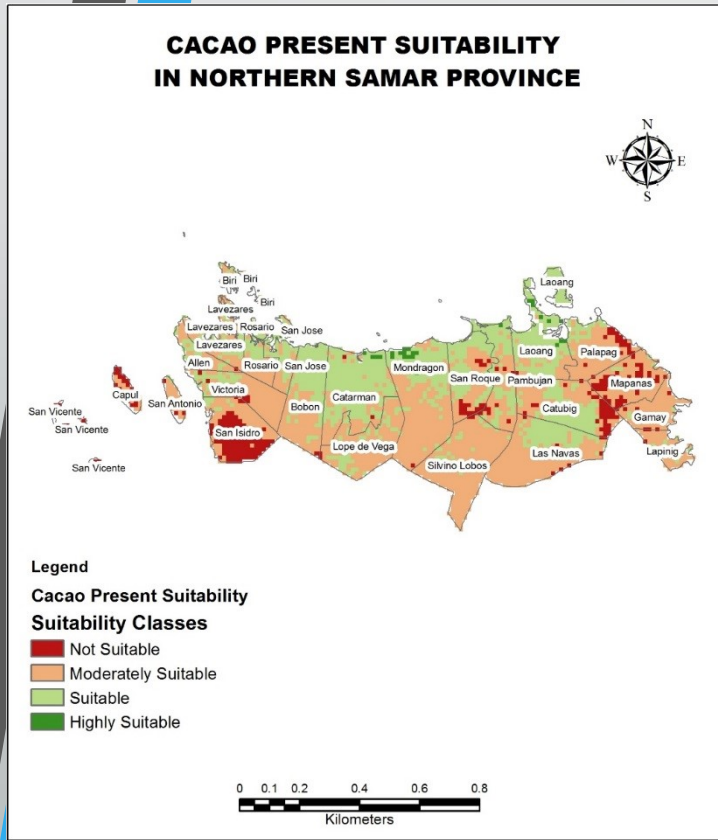 CACAO PRESENT SUITABILITY
IN NORTHERN SAMAR PROVINCE
N
W E
S
Laoang
Biri Biri
Biri
Lavezares
Lavezares Rosario San Jose
Lavezares
Laoang
Palapag
Allen
Rosario San Jose
Mondragon
San Roque Pambujan
Mapanas
Capul
Victoria
Catarman
San Vicente
San Antonio
Bobon
Catubig
Gamay
San Vicente
San Isidro
Lope de Vega
Las Navas
Lapinig
San Vicente
Silvino Lobos
Legend
Cacao Present Suitability
Suitability Classes
Not Suitable
Moderately Suitable
Suitable
Highly Suitable
0 0.1 0.2 0.4 0.6 0.8
Kilometers